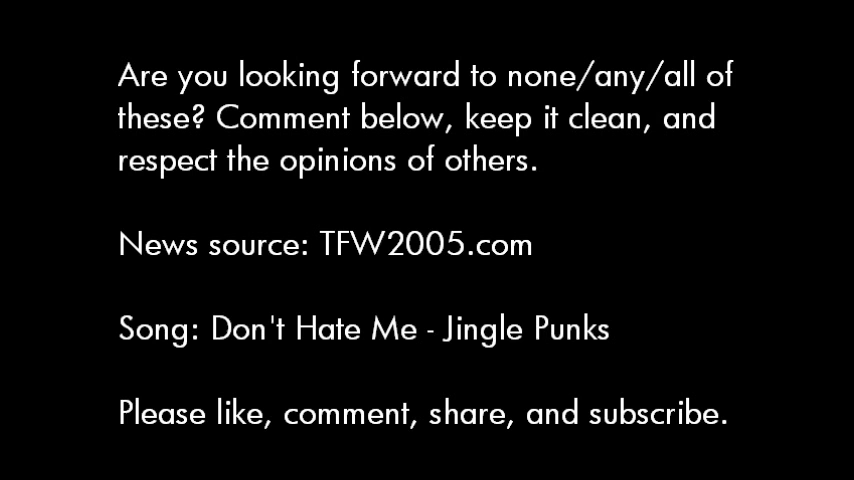 Are you looking forward to none/any/all of
these? Comment below, keep it clean, and
respect the opinions of others.
News source: TFW2005.com
Song: Don't Hate Me - Jingle Punks
Please like, comment, share, and subscribe.